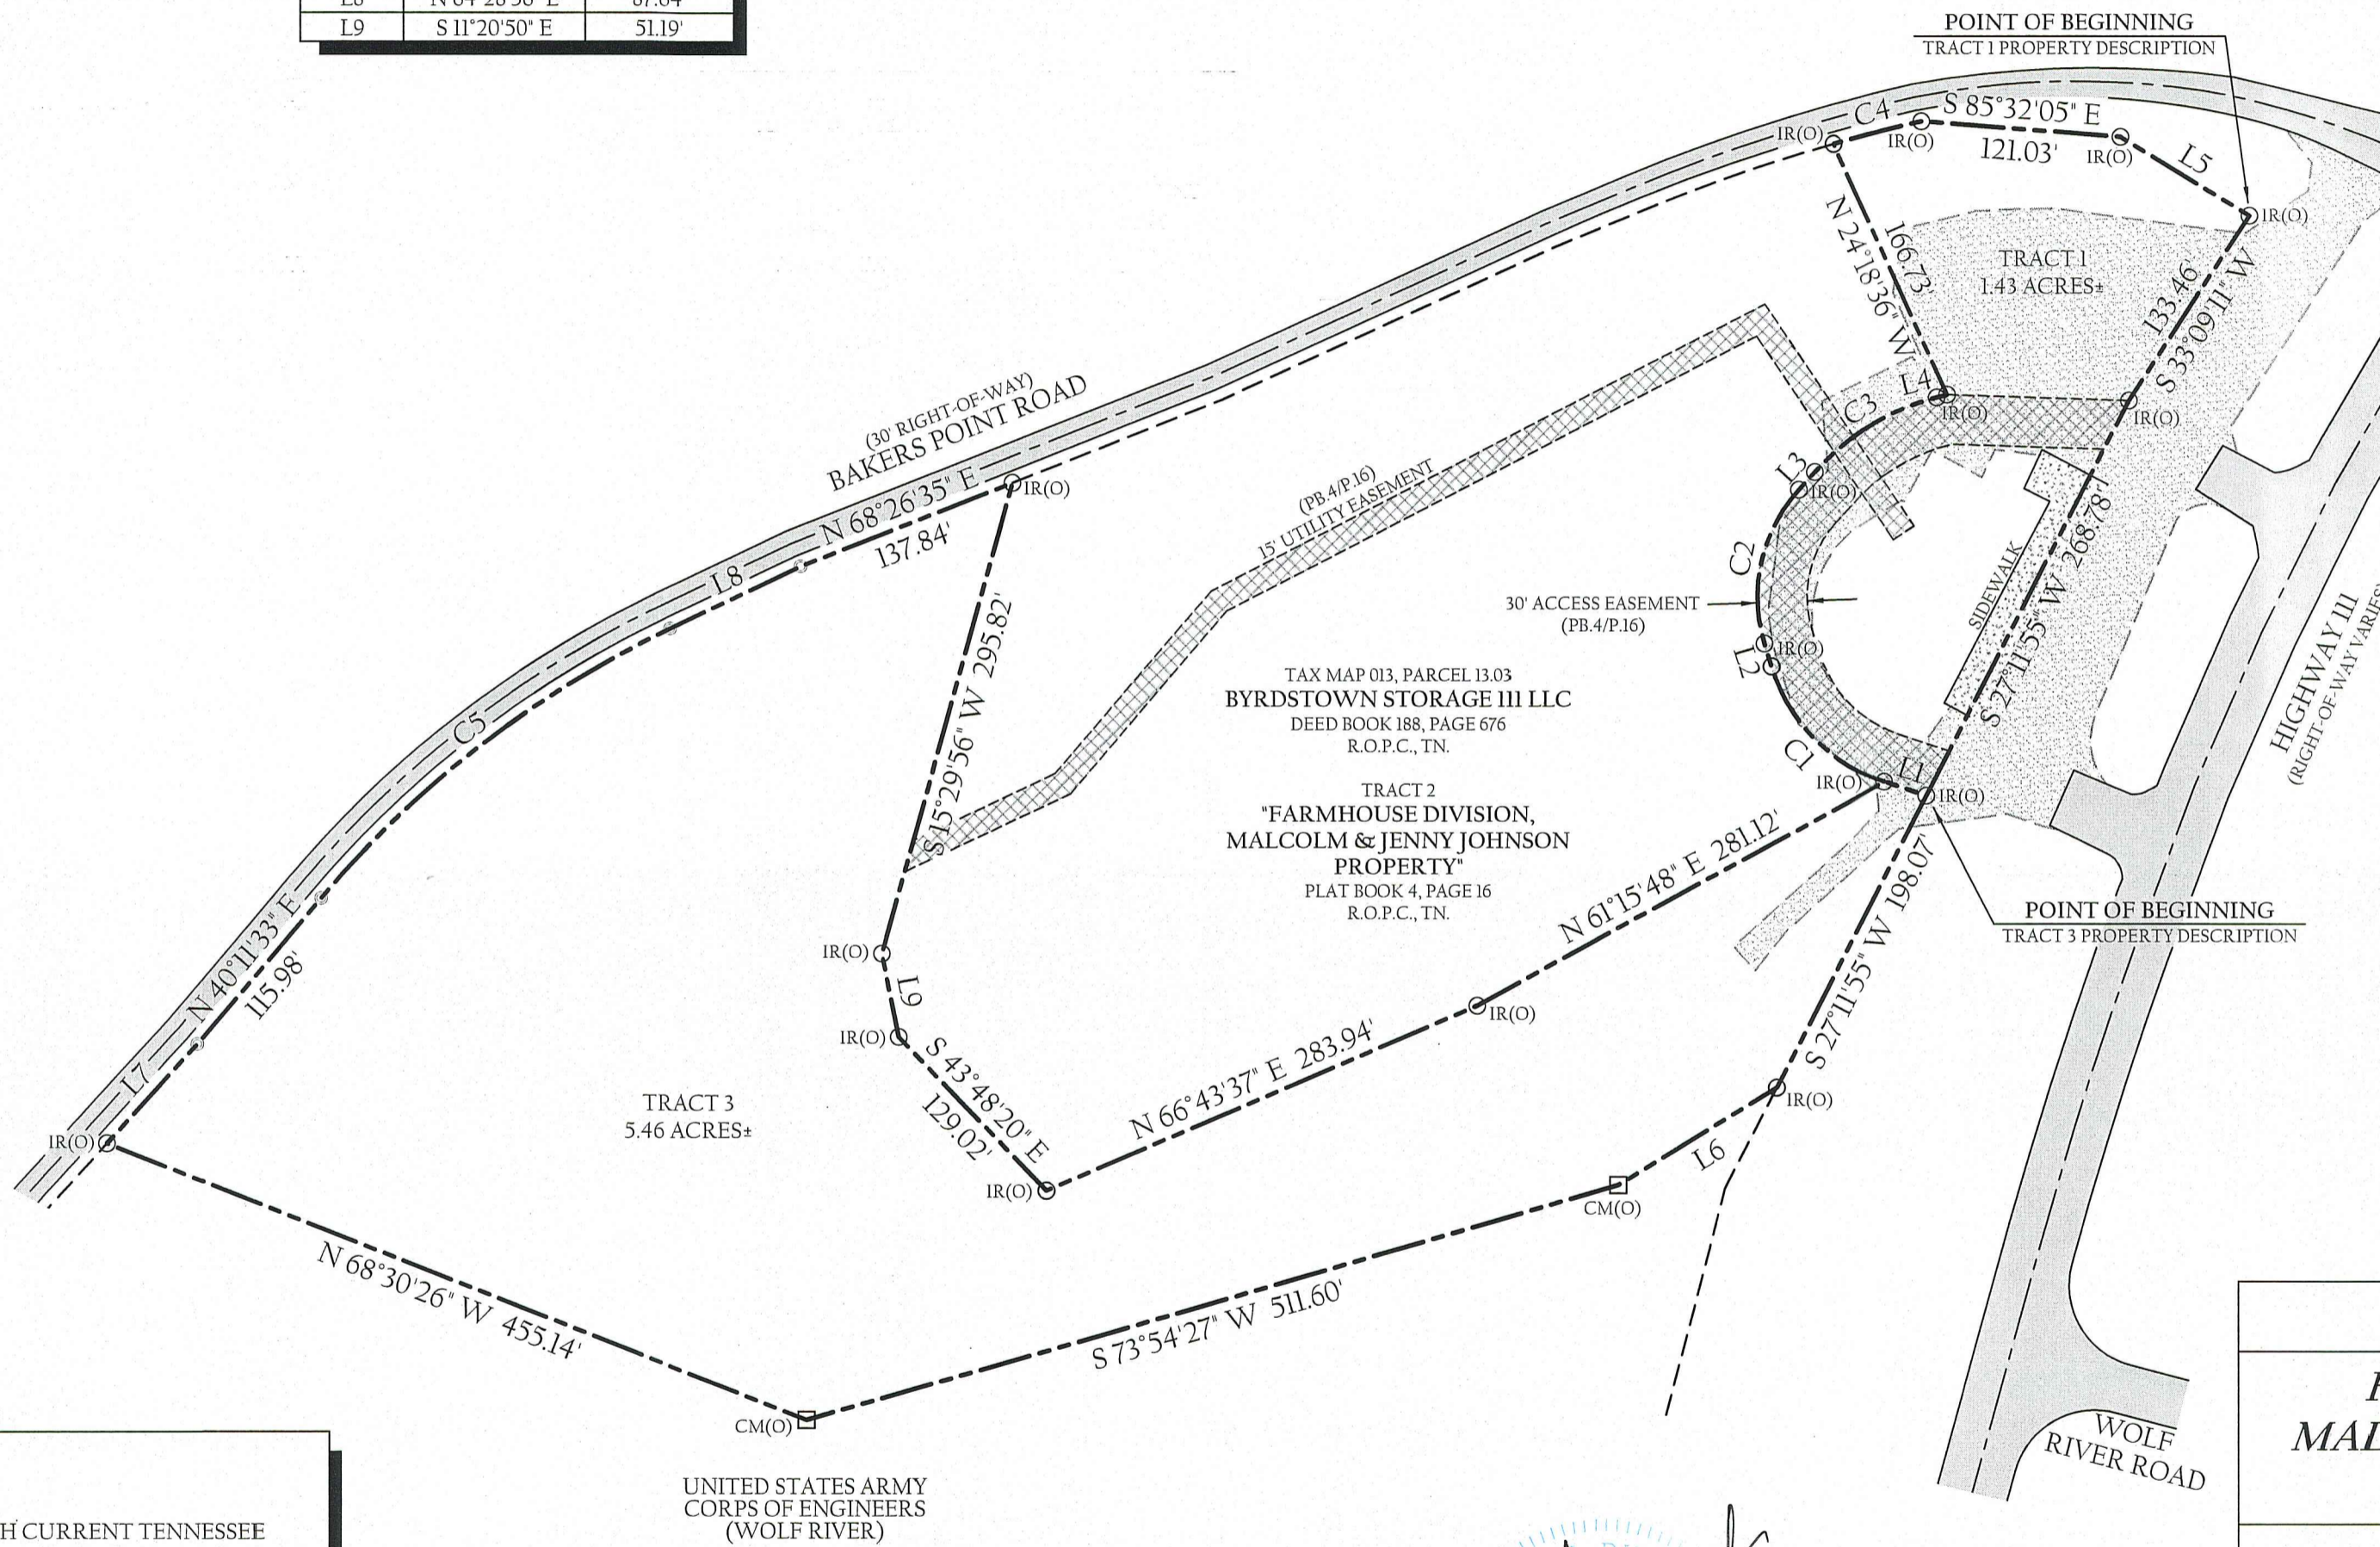 L9 S 11°20'50" E 51.19'
POINT OF BEGINNING
TRACT 1 PROPERTY DESCRIPTION
C4
S 85°32'05" E
121.03'
IR(O)
IR(O)
IR(O)
L5
IR(O)
N 24°18'36" W
166.73'
TRACT 1
1.43 ACRES±
133.46'
S 33°09'11" W
(30' RIGHT-OF-WAY)
BAKERS POINT ROAD
L4
IR(O)
C3
IR(O)
L3
IR(O)
N 68°26'35" E
137.84'
IR(O)
(PB.4/P.16)
15' UTILITY EASEMENT
C2
SIDEWALK
S 27°11'55" W 268.78'
L8
30' ACCESS EASEMENT
(PB.4/P.16)
IR(O)
L2
HIGHWAY 111
(RIGHT-OF-WAY VARIES)
S 15°29'56" W 295.82'
TAX MAP 013, PARCEL 13.03
BYRDSTOWN STORAGE 111 LLC
DEED BOOK 188, PAGE 676
R.O.P.C., TN.
C5
C1
IR(O)
L1
IR(O)
TRACT 2
"FARMHOUSE DIVISION,
MALCOLM & JENNY JOHNSON
PROPERTY"
PLAT BOOK 4, PAGE 16
R.O.P.C., TN.
N 61°15'48" E 281.12'
POINT OF BEGINNING
TRACT 3 PROPERTY DESCRIPTION
S 27°11'55" W 198.07'
N 40°11'33" E
115.98'
IR(O)
L9
IR(O)
IR(O)
S 43°48'20" E
129.02'
N 66°43'37" E 283.94'
L7
TRACT 3
5.46 ACRES±
IR(O)
IR(O)
L6
IR(O)
CM(O)
N 68°30'26" W 455.14'
S 73°54'27" W 511.60'
CM(O)
WOLF
RIVER ROAD
MAL
UNITED STATES ARMY
CORPS OF ENGINEERS
(WOLF RIVER)
H CURRENT TENNESSEE